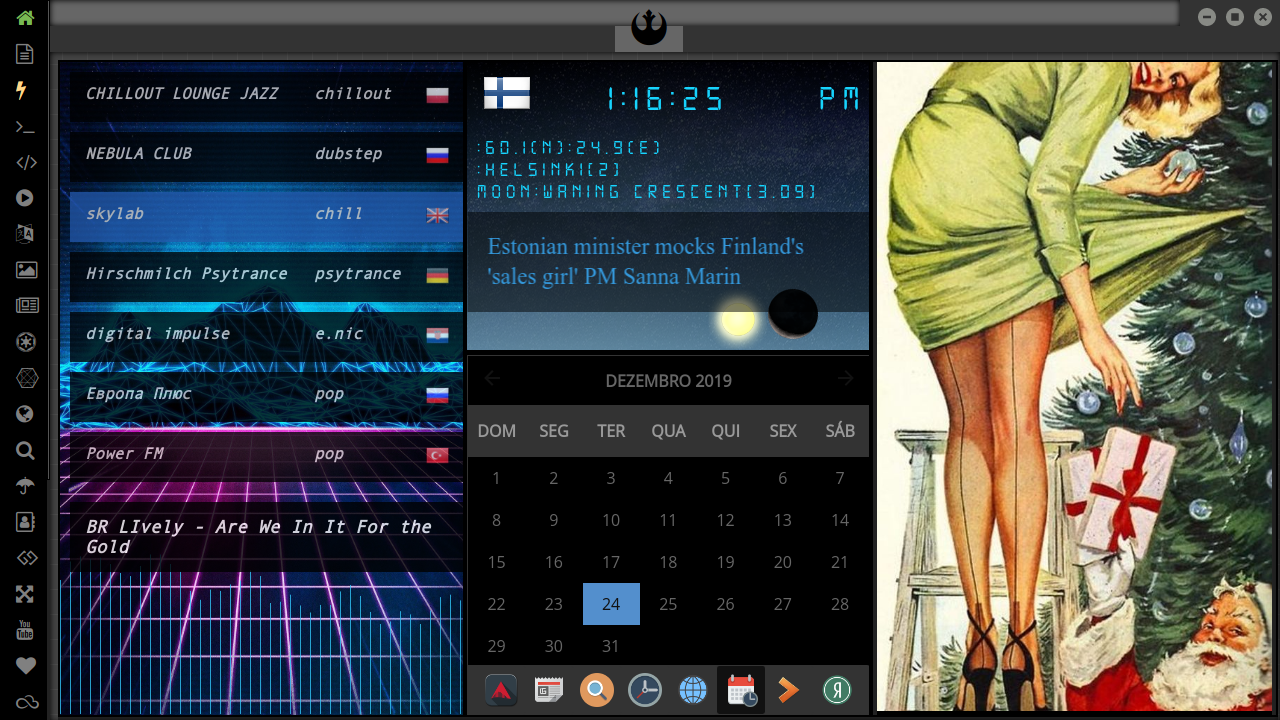 CHILLOUT LOUNGE JAZZ chillout
NEBULA CLUB dubstep
skylab chill
Hirschmilch Psytrance psytrance
digital impulse e.nic
Европа Плюс pop
Power FM pop
BR LIvely - Are We In It For the
Gold
1:16:25 PM
:60.1(N):24.9(E)
:HELSINKI(2)
MOON:WANING CRESCENT(3.09)
Estonian minister mocks Finland's
'sales girl' PM Sanna Marin
DEZEMBRO 2019
DOM SEG TER QUA QUI SEX SÁB
1 2 3 4 5 6 7
8 9 10 11 12 13 14
15 16 17 18 19 20 21
22 23 24 25 26 27 28
29 30 31
You
Tube
Я